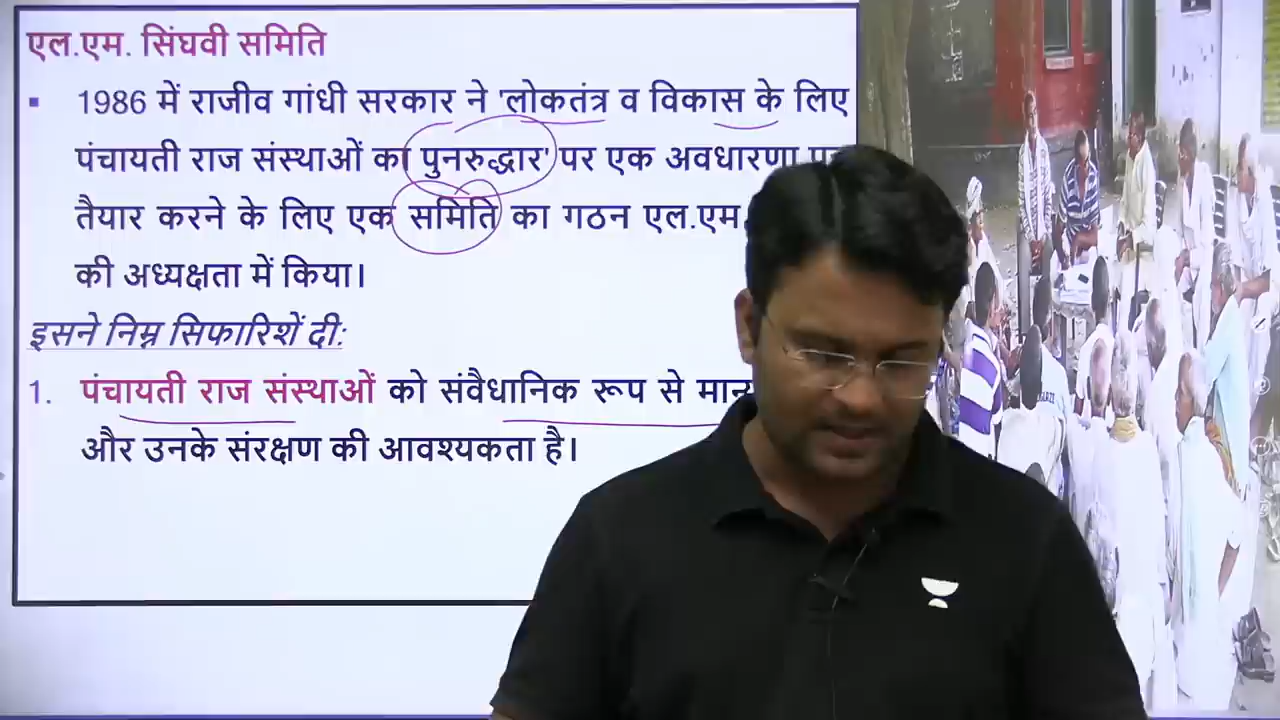 एल.एम. सिंघवी समिति
▪ 1986 में राजीव गांधी सरकार ने 'लोकतंत्र व विकास के लिए
पंचायती राज संस्थाओं का पुनरुद्धार' पर एक अवधारणा
तैयार करने के लिए एक समिति का गठन एल.एम.
की अध्यक्षता में किया।
इसने निम्न सिफारिशें दी:
1. पंचायती राज संस्थाओं को संवैधानिक रूप से
और उनके संरक्षण की आवश्यकता है।